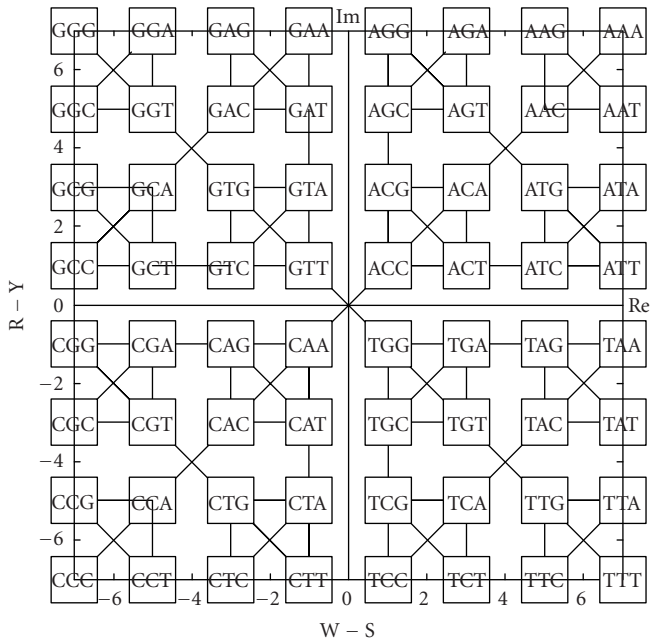 Im
GGG GGA GAG GAA AGG AGA AAG AAA
6
GGC GGT GAC GAT AGC AGT AAC AAT
4
GCG GCA GTG GTA ACG ACA ATG ATA
2
GCC GCT GTC GTT ACC ACT ATC ATT
R – Y
0 Re
CGG CGA CAG CAA TGG TGA TAG TAA
−2
CGC CGT CAC CAT TGC TGT TAC TAT
−4
CCG CCA CTG CTA TCG TCA TTG TTA
−6
CCC CCT CTC CTT TCC TCT TTC TTT
−6 −4 −2 0 2 4 6
W – S